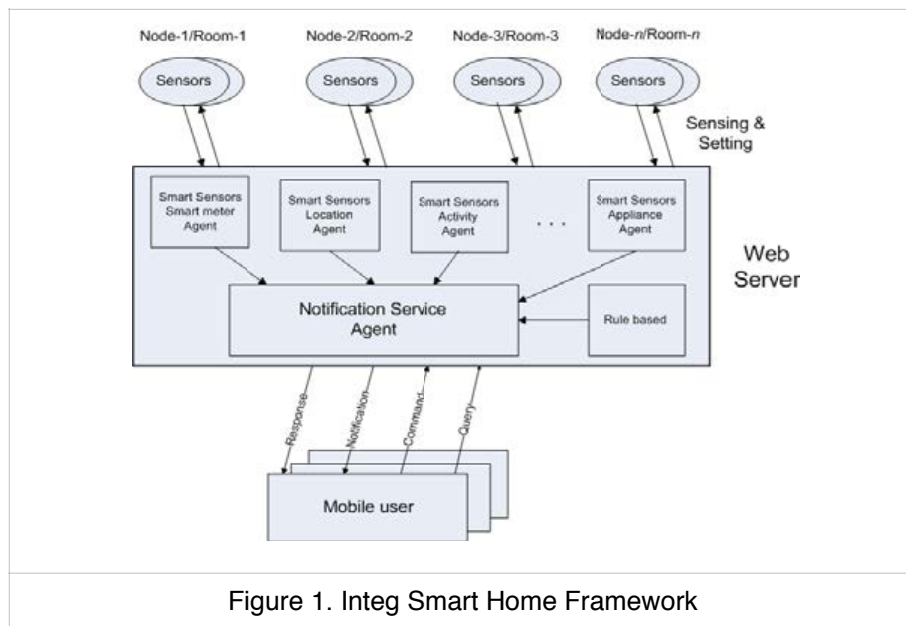 Node-1/Room-1 Node-2/Room-2 Node-3/Room-3 Node-n/Room-n
Sensors Sensors Sensors Sensors
Sensing &
Setting
Smart Sensors
Smart meter
Agent
Smart Sensors
Location
Agent
Smart Sensors
Activity
Agent
. . .
Smart Sensors
Appliance
Agent
Web
Server
Notification Service
Agent
Rule based
Response
Notification
Command
Query
Mobile user
Figure 1. Integ Smart Home Framework